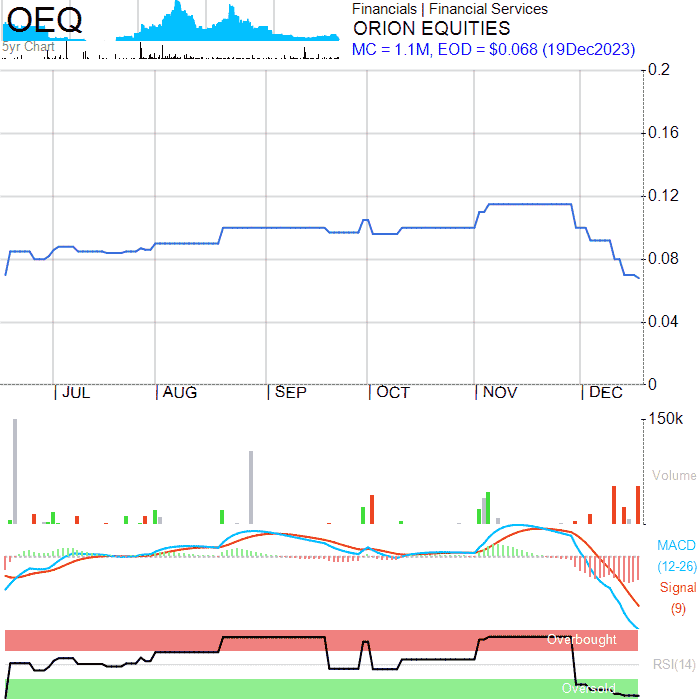 OEQ
5yr Chart
Financials | Financial Services
ORION EQUITIES
MC = 1.1M, EOD = $0.068 (19Dec2023)
0.2
0.16
0.12
0.08
0.04
0
JUL AUG SEP OCT NOV DEC
150k
Volume
MACD
(12-26)
Signal
(9)
Overbought
RSI(14)
Oversold